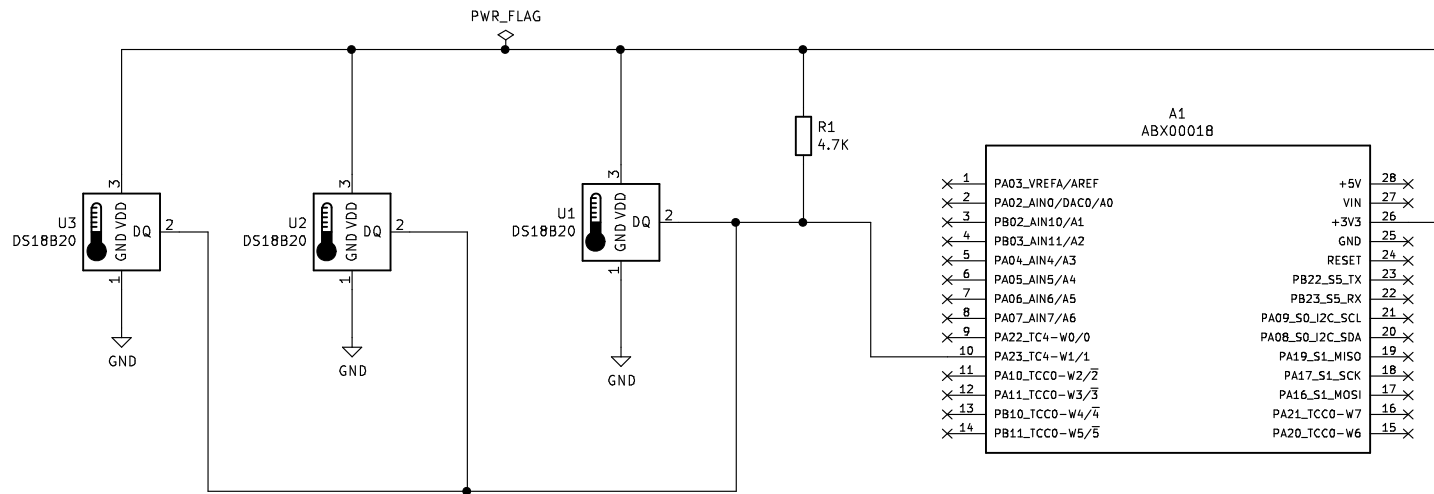 PWR_FLAG
A1
ABX00018
R1
4.7K
3
U3
DS18B20
VDD
GND
DQ
2
1
GND
3
U2
DS18B20
VDD
GND
DQ
2
1
GND
3
U1
DS18B20
VDD
GND
DQ
2
1
GND
1 PA03_VREFA/AREF
2 PA02_AIN0/DAC0/A0
3 PB02_AIN10/A1
4 PB03_AIN11/A2
5 PA04_AIN4/A3
6 PA05_AIN5/A4
7 PA06_AIN6/A5
8 PA07_AIN7/A6
9 PA22_TC4-W0/0
10 PA23_TC4-W1/1
11 PA10_TCC0-W2/2̅
12 PA11_TCC0-W3/3̅
13 PB10_TCC0-W4/4̅
14 PB11_TCC0-W5/5̅
+5V 28
VIN 27
+3V3 26
GND 25
RESET 24
PB22_S5_TX 23
PB23_S5_RX 22
PA09_S0_I2C_SCL 21
PA08_S0_I2C_SDA 20
PA19_S1_MISO 19
PA17_S1_SCK 18
PA16_S1_MOSI 17
PA21_TCC0-W7 16
PA20_TCC0-W6 15